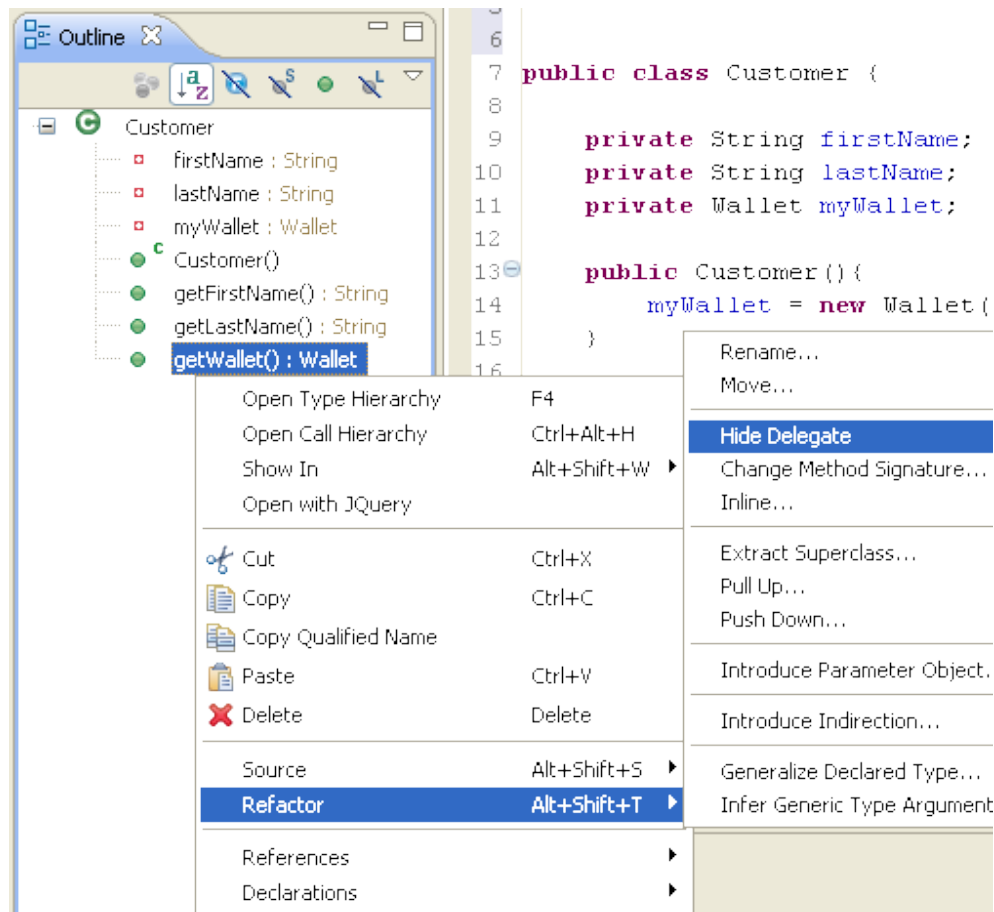 Outline
Customer
firstName : String
lastName : String
myWallet : Wallet
Customer()
getFirstName() : String
getLastName() : String
getWallet() : Wallet
6
7 public class Customer {
8
9 private String firstName;
10 private String lastName;
11 private Wallet myWallet;
12
13 public Customer(){
14 myWallet = new Wallet(
15 }
16
Open Type Hierarchy F4
Open Call Hierarchy Ctrl+Alt+H
Show In Alt+Shift+W
Open with JQuery
Cut Ctrl+X
Copy Ctrl+C
Copy Qualified Name
Paste Ctrl+V
Delete Delete
Source Alt+Shift+S
Refactor Alt+Shift+T
References
Declarations
Rename...
Move...
Hide Delegate
Change Method Signature...
Inline...
Extract Superclass...
Pull Up...
Push Down...
Introduce Parameter Object.
Introduce Indirection...
Generalize Declared Type...
Infer Generic Type Argument